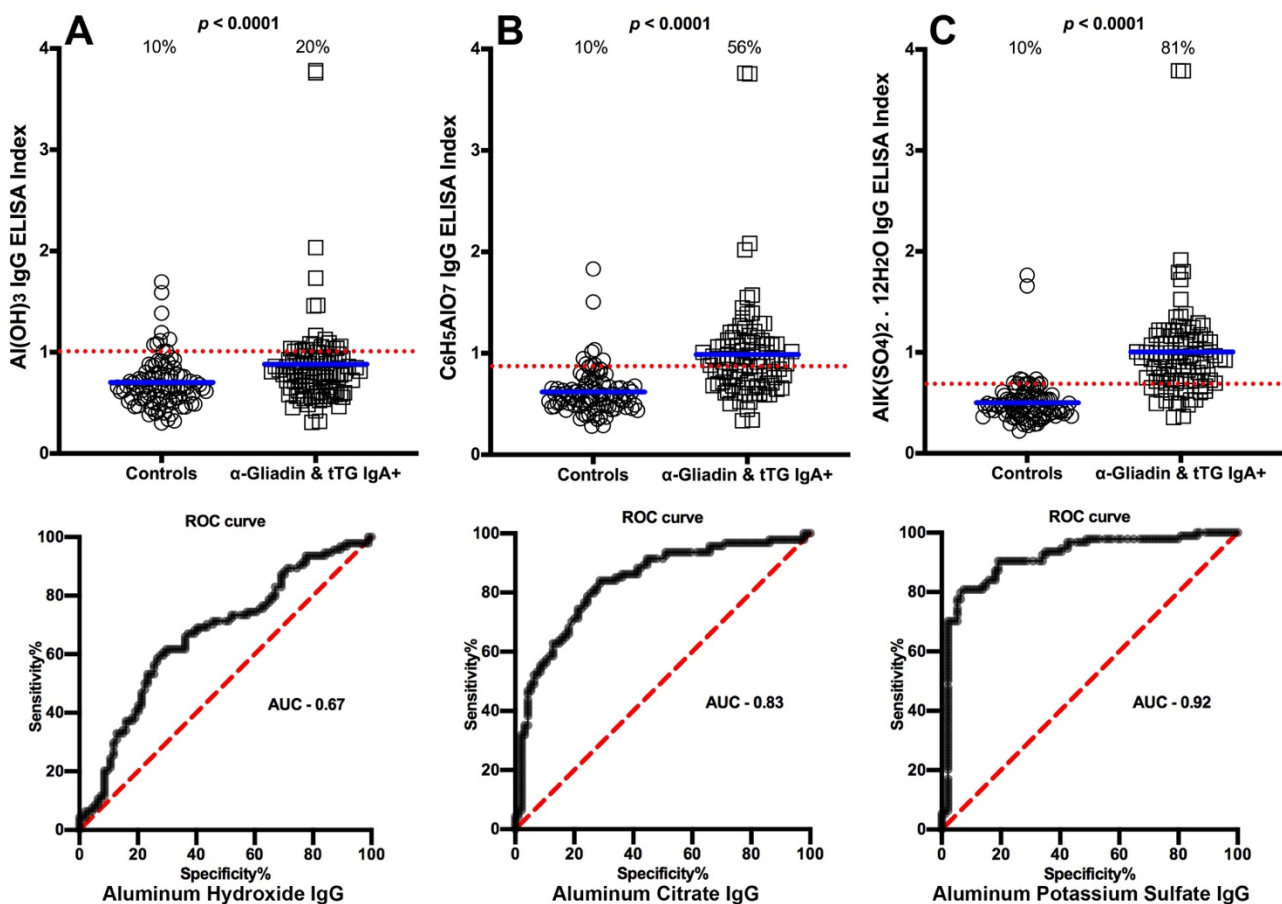 A
p < 0.0001
10% 20%
Al(OH)3 IgG ELISA Index
4
3
2
1
0
Controls α-Gliadin & tTG IgA+
B
p < 0.0001
10% 56%
C6H5AlO7 IgG ELISA Index
4
3
2
1
0
Controls α-Gliadin & tTG IgA+
C
p < 0.0001
10% 81%
AlK(SO4)2 . 12H2O IgG ELISA Index
4
3
2
1
0
Controls α-Gliadin & tTG IgA+
ROC curve
Sensitivity%
100
80
60
40
20
0
AUC - 0.67
0 20 40 60 80 100
Specificity%
Aluminum Hydroxide IgG
ROC curve
Sensitivity%
100
80
60
40
20
0
AUC - 0.83
0 20 40 60 80 100
Specificity%
Aluminum Citrate IgG
ROC curve
Sensitivity%
100
80
60
40
20
0
AUC - 0.92
0 20 40 60 80 100
Specificity%
Aluminum Potassium Sulfate IgG